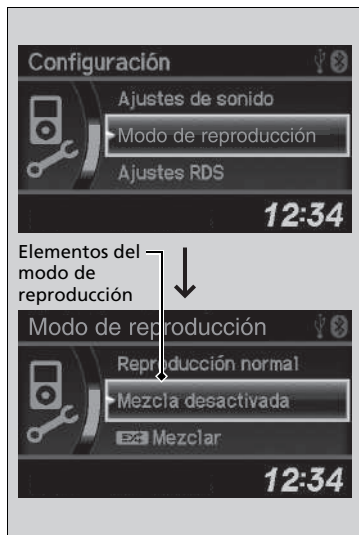 Configuración
Ajustes de sonido
Modo de reproducción
Ajustes RDS
12:34
Elementos del
modo de
reproducción
Modo de reproducción
Reproducción normal
Mezcla desactivada
Mezclar
12:34